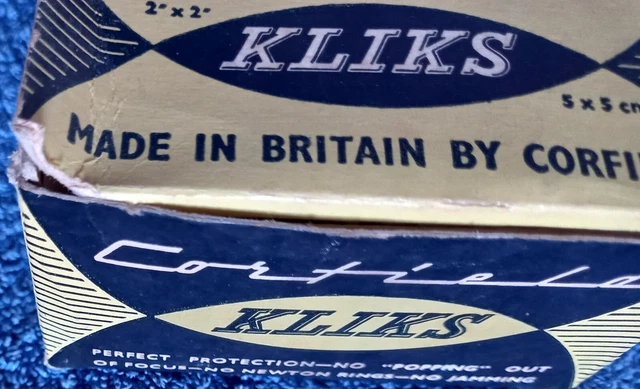 2" x 2"
KLIKS
5 x 5 cm
MADE IN BRITAIN BY CORFI
Corfield
KLIKS
PERFECT PROTECTION—NO "POPPING" OUT
OF FOCUS—NO NEWTON RINGS—NO JAMMING